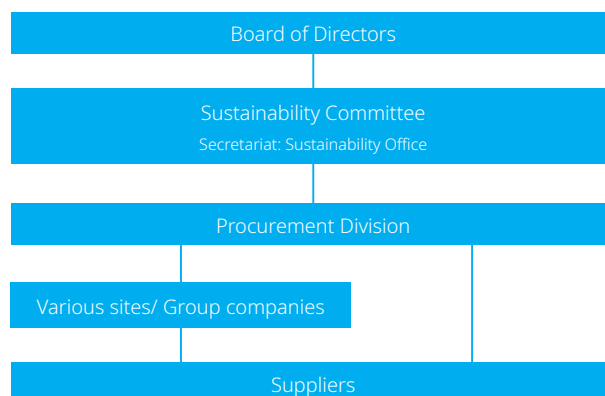 Board of Directors
Sustainability Committee
Secretariat: Sustainability Office
Procurement Division
Various sites/ Group companies
Suppliers